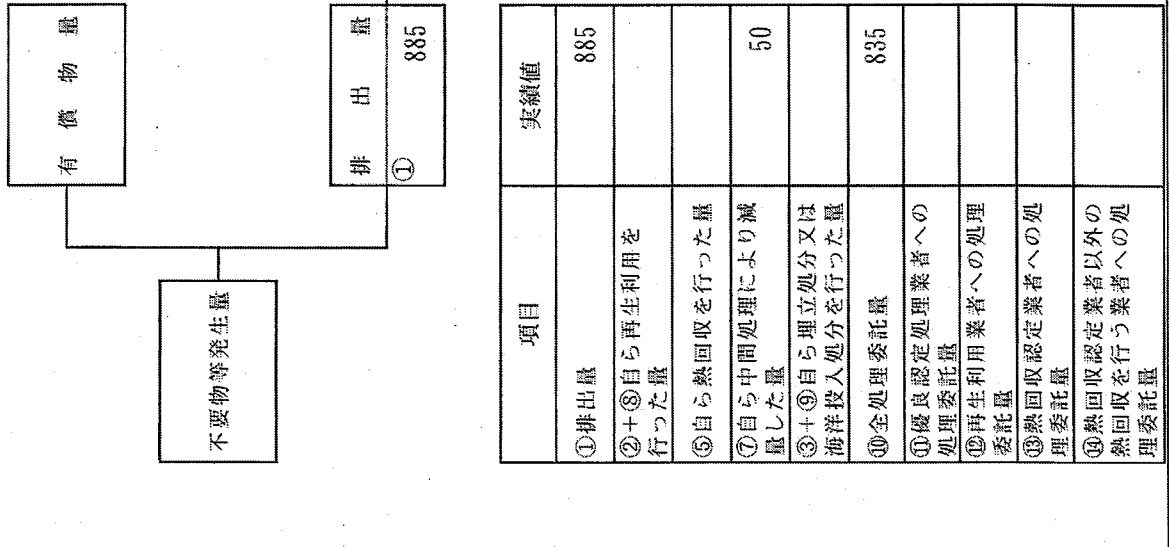 有償物量
不要物等発生量
排出量
① 885
項目 実績値
①排出量 885
②+⑧自ら再生利用を
行った量
⑤自ら熱回収を行った量
⑦自ら中間処理により減
量した量 50
③+⑨自ら埋立処分又は
海洋投入処分を行った量
⑩全処理委託量 835
⑪優良認定処理業者への
処理委託量
⑫再生利用業者への処理
委託量
⑬熱回収認定業者への処
理委託量
⑭熱回収認定業者以外の
熱回収を行う業者への処
理委託量